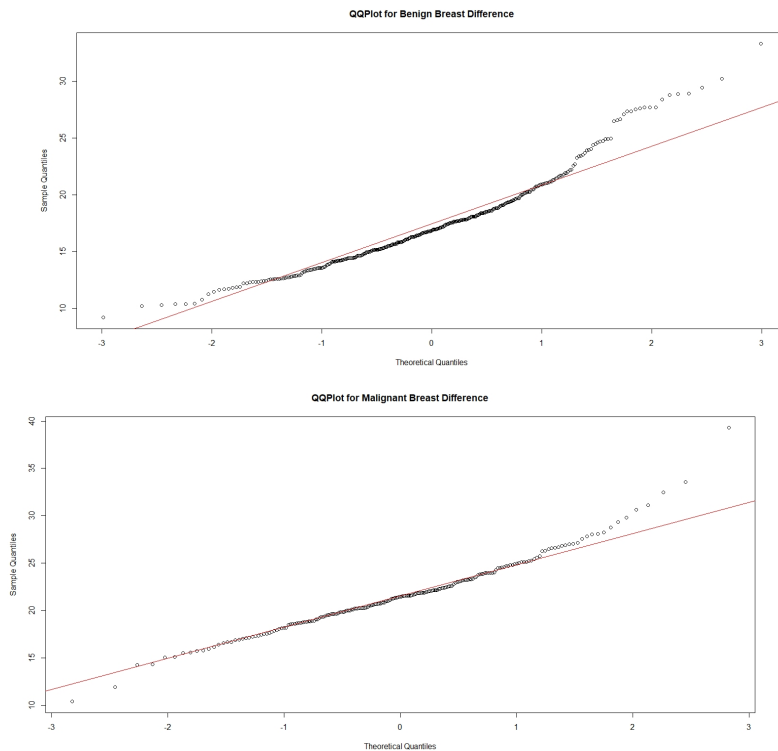 QQPlot for Benign Breast Difference
Sample Quantiles
30
25
20
15
10
-3 -2 -1 0 1 2 3
Theoretical Quantiles
QQPlot for Malignant Breast Difference
Sample Quantiles
40
35
30
25
20
15
10
-3 -2 -1 0 1 2 3
Theoretical Quantiles